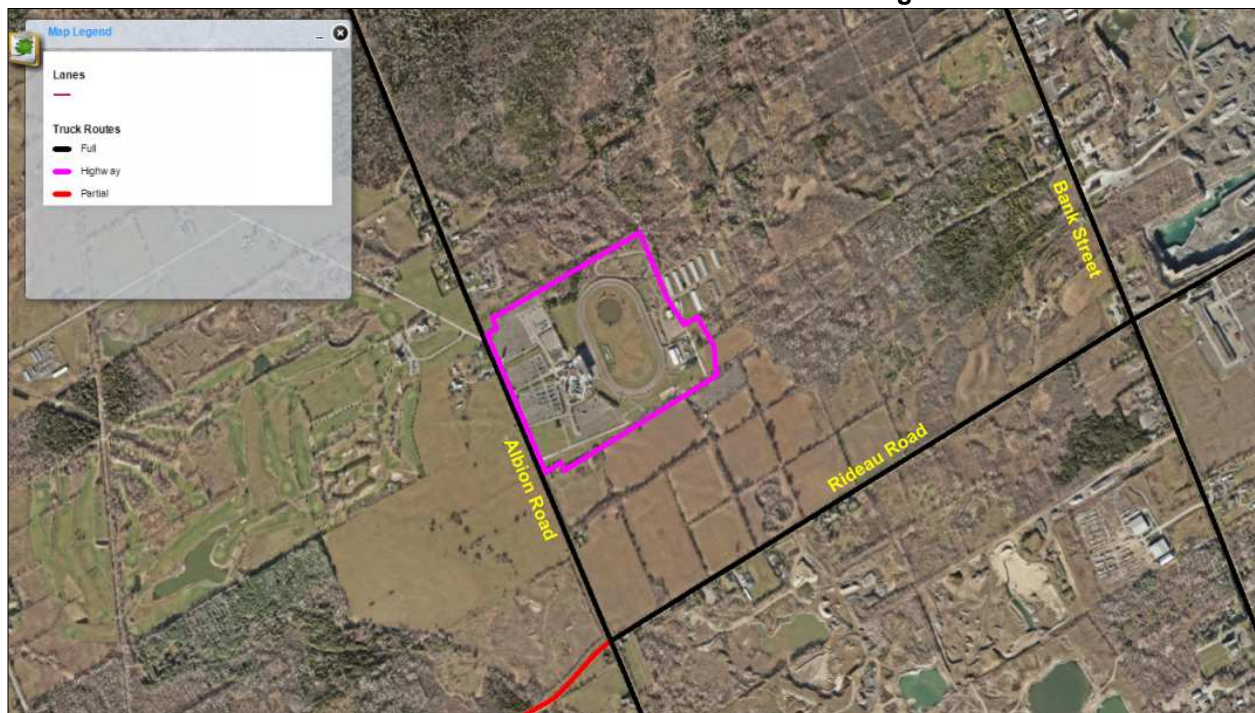 Map Legend
Lanes
Truck Routes
Full
Highway
Partial
Bank Street
Rideau Road
Albion Road